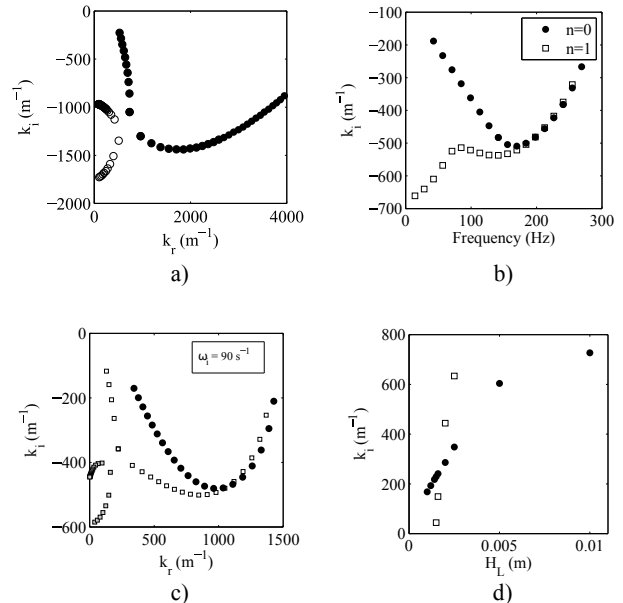 a)
0
−500
−1000
−1500
−2000
k_i (m^−1)
0 2000 4000
k_r (m^−1)
a)
b)
−100
−200
−300
−400
−500
−600
−700
k_i (m^−1)
n=0
n=1
0 100 200 300
Frequency (Hz)
b)
0
−200
−400
−600
k_i (m^−1)
ω_i = 90 s^−1
0 500 1000 1500
k_r (m^−1)
c)
d)
800
600
400
200
0
k_i (m^−1)
0 0.005 0.01
H_L (m)
d)